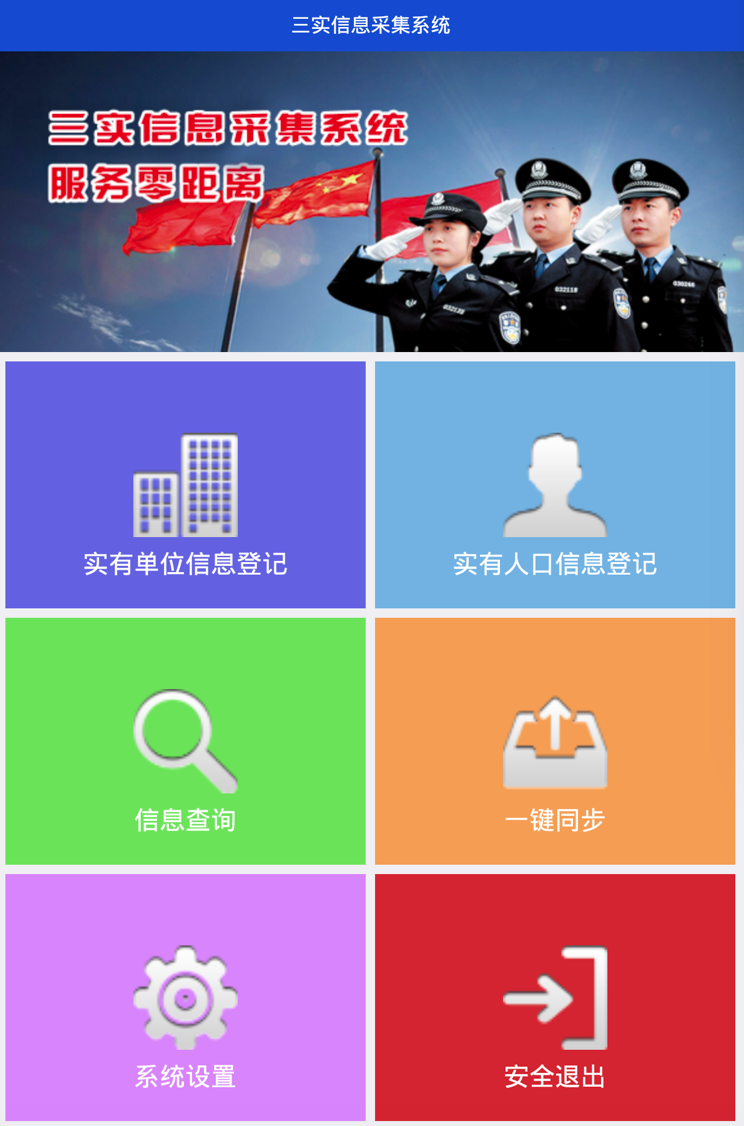 三实信息采集系统
三实信息采集系统
服务零距离
032118
030266
实有单位信息登记
实有人口信息登记
信息查询
一键同步
系统设置
安全退出